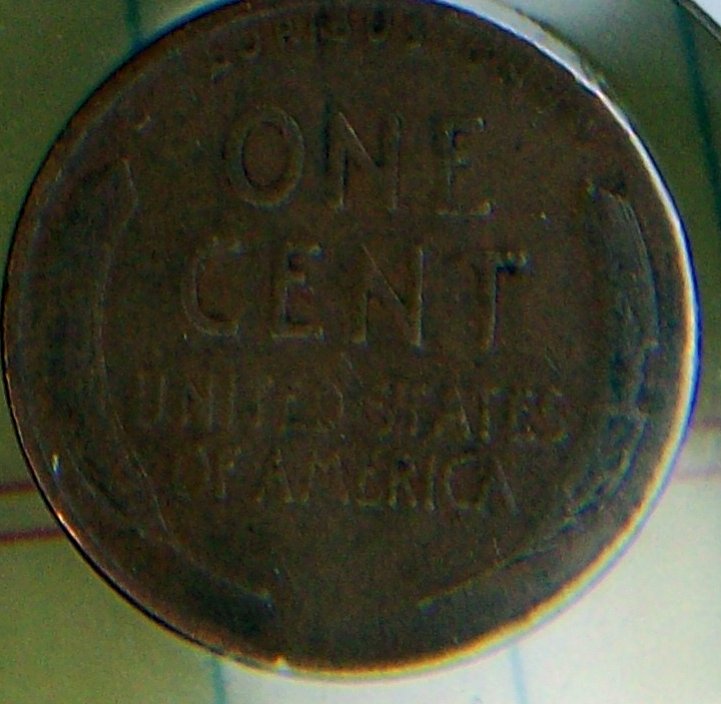 ONE
CENT
UNITED STATES
OF AMERICA